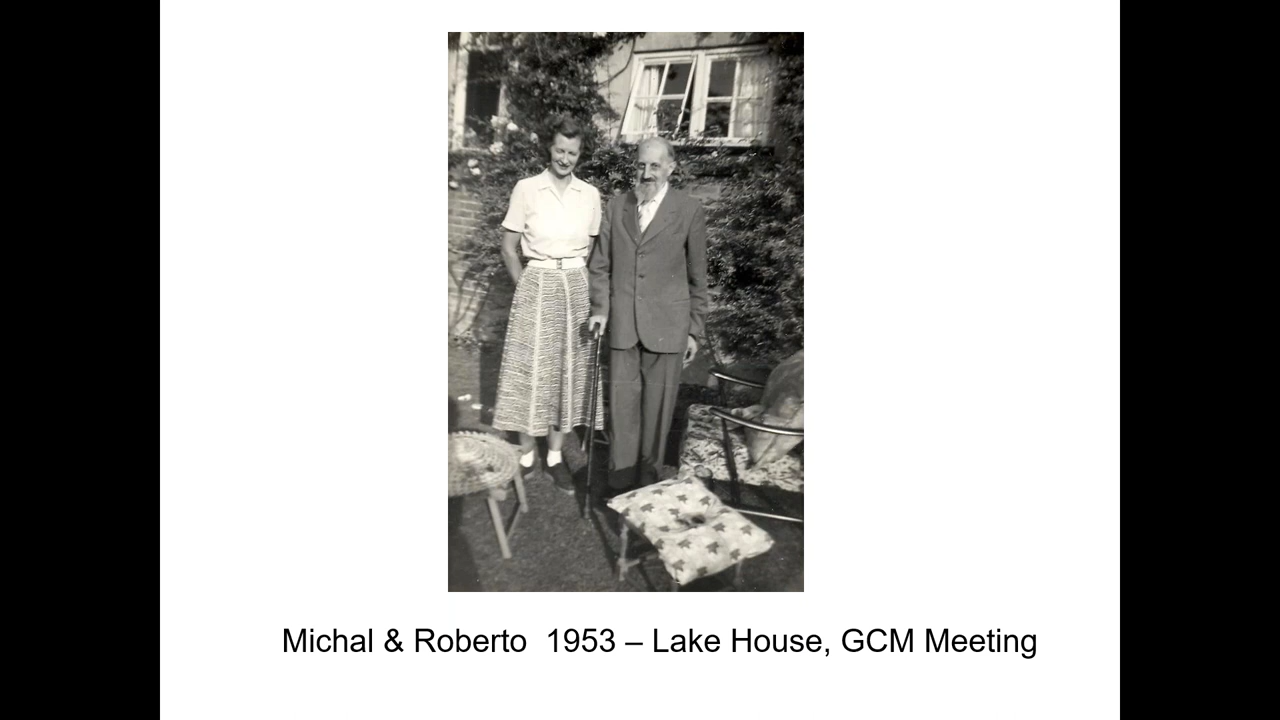 Michal & Roberto  1953 – Lake House, GCM Meeting